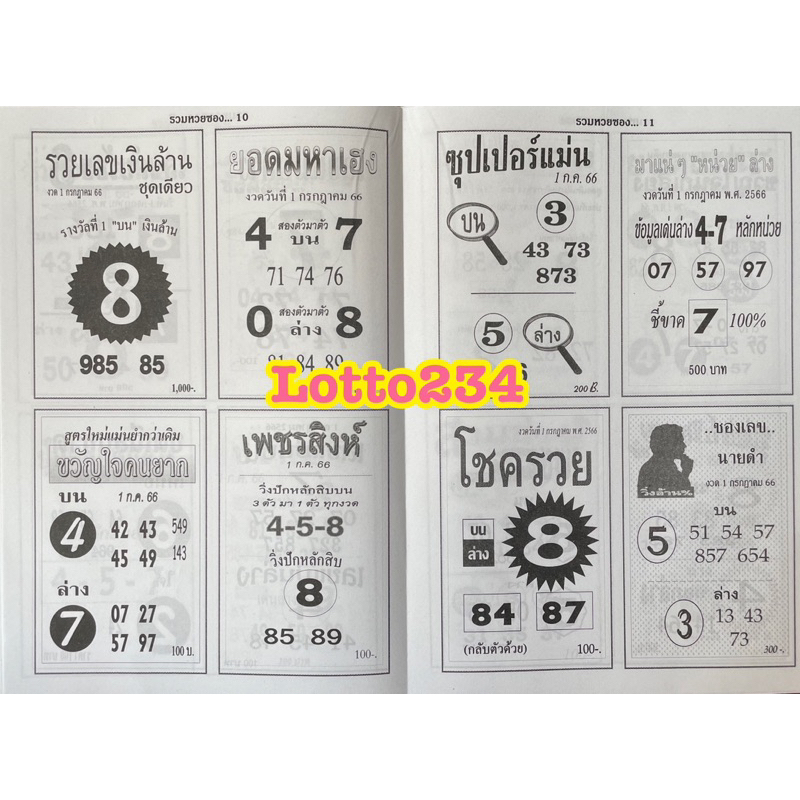 รวมหวยซอง... 10
รวยเลขเงินล้าน
งวด 1 กรกฎาคม 66 ชุดเดียว
รางวัลที่ 1 "บน" เงินล้าน
8
985 85
1,000-.
ยอดมหาเฮง
งวดวันที่ 1 กรกฎาคม 66
4 สองตัวมาตัว บน 7
71 74 76
0 สองตัวมาตัว ล่าง 8
81 84 89
สูตรใหม่แม่นยำกว่าเดิม
ขวัญใจคนยาก
บน 1 ก.ค. 66
4 42 43 549
45 49 143
ล่าง
7 07 27
57 97 100 บ.
เพชรสิงห์
1 ก.ค. 66
วิ่งปักหลักสิบบน
3 ตัว มา 1 ตัว ทุกงวด
4-5-8
วิ่งปักหลักสิบ
8
85 89
100-.
รวมหวยซอง... 11
ซุปเปอร์แม่น
1 ก.ค. 66
บน 3
43 73
873
5 ล่าง
200 ฿.
มาแน่ๆ "หน่วย" ล่าง
งวดวันที่ 1 กรกฎาคม พ.ศ. 2566
ข้อมูลเด่นล่าง 4-7 หลักหน่วย
07 57 97
ชี้ขาด 7 100%
500 บาท
งวดวันที่ 1 กรกฎาคม พ.ศ. 2566
โชครวย
บน
ล่าง
8
84 87
(กลับตัวด้วย) 100-.
..ซองเลข..
นายดำ
วิ่งล้าน%
งวด 1 กรกฎาคม 66
บน
5 51 54 57
857 654
ล่าง
3 13 43
73
300 -.
Lotto234